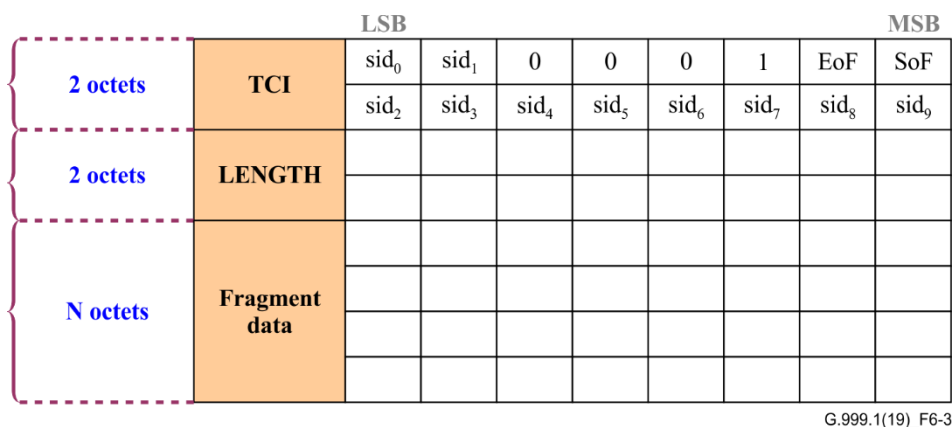 LSB MSB
2 octets TCI sid0 sid1 0 0 0 1 EoF SoF
sid2 sid3 sid4 sid5 sid6 sid7 sid8 sid9
2 octets LENGTH
N octets Fragment data
G.999.1(19) F6-3